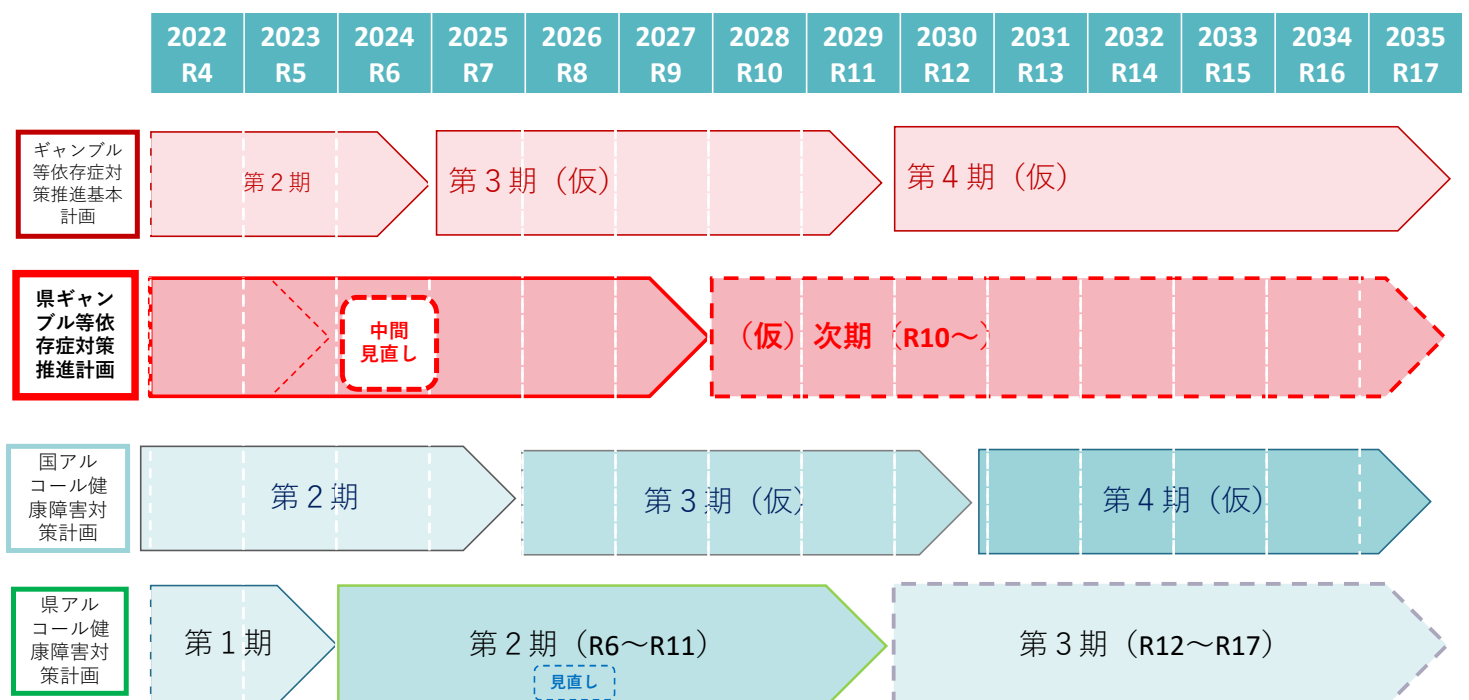 2022 2023 2024 2025 2026 2027 2028 2029 2030 2031 2032 2033 2034 2035
R4 R5 R6 R7 R8 R9 R10 R11 R12 R13 R14 R15 R16 R17
ギャンブル
等依存症対
策推進基本
計画
第２期
第３期（仮）
第４期（仮）
県ギャン
ブル等依
存症対策
推進計画
中間
見直し
（仮）次期（R10～）
国アル
コール健
康障害対
策計画
第２期
第３期（仮）
第４期（仮）
県アル
コール健
康障害対
策計画
第１期
第２期（R6～R11）
見直し
第３期（R12～R17）